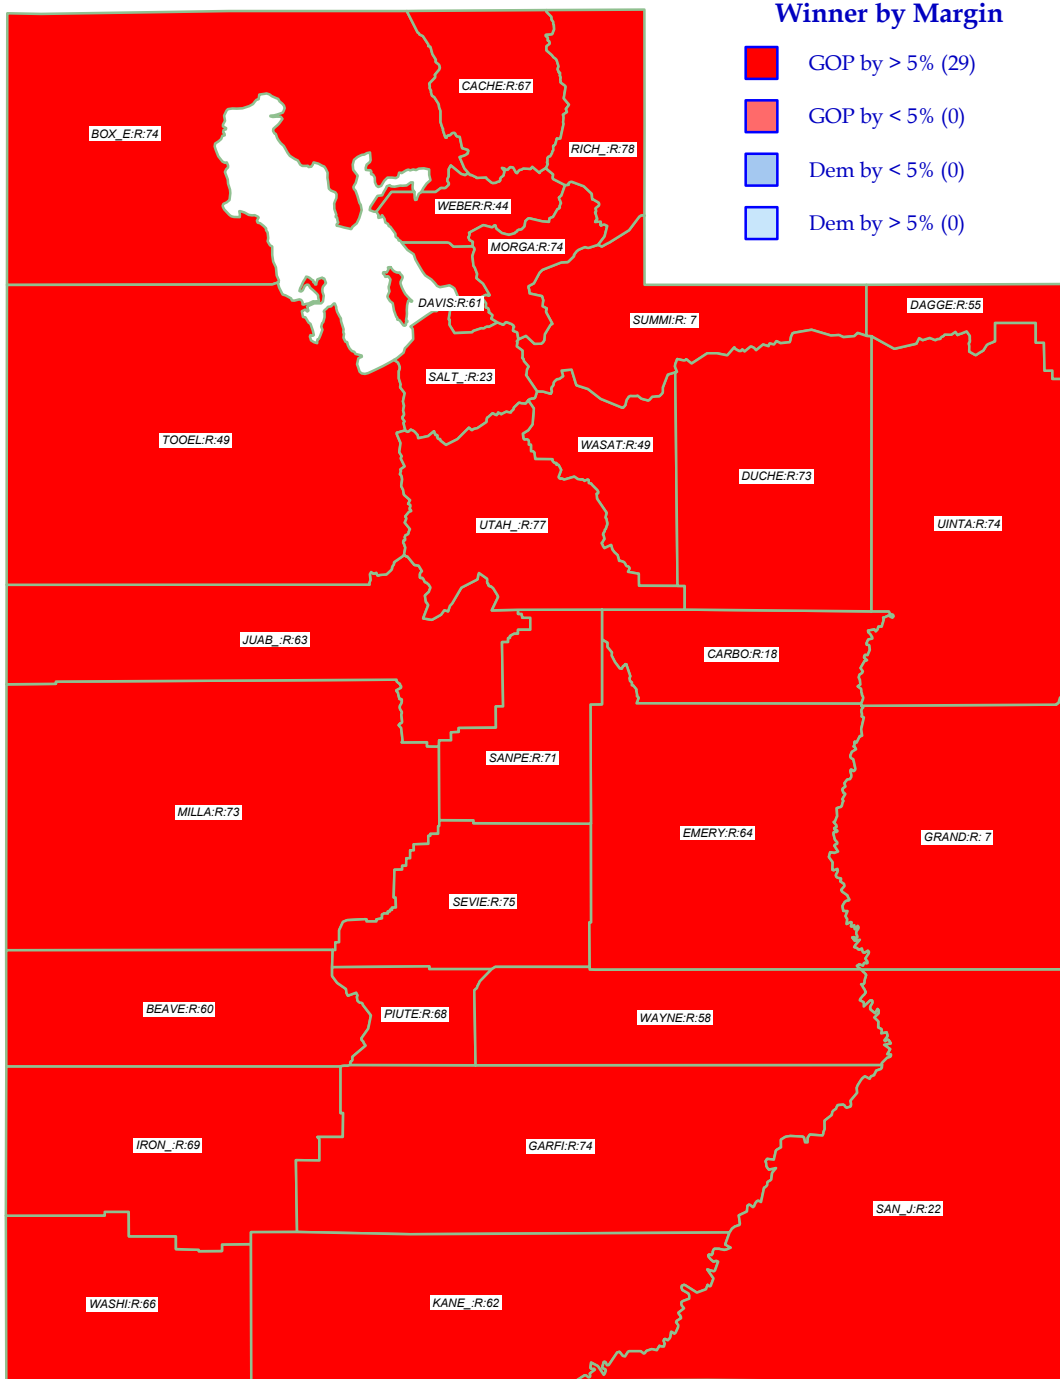 Winner by Margin
GOP by > 5% (29)
GOP by < 5% (0)
Dem by < 5% (0)
Dem by > 5% (0)
CACHE:R:67
BOX_E:R:74
RICH_:R:78
WEBER:R:44
MORGA:R:74
DAVIS:R:61
DAGGE:R:55
SUMMI:R: 7
SALT_:R:23
TOOEL:R:49
WASAT:R:49
DUCHE:R:73
UTAH_:R:77
UINTA:R:74
JUAB_:R:63
CARBO:R:18
SANPE:R:71
MILLA:R:73
EMERY:R:64
GRAND:R: 7
SEVIE:R:75
BEAVE:R:60
PIUTE:R:68
WAYNE:R:58
IRON_:R:69
GARFI:R:74
SAN_J:R:22
WASHI:R:66
KANE_:R:62